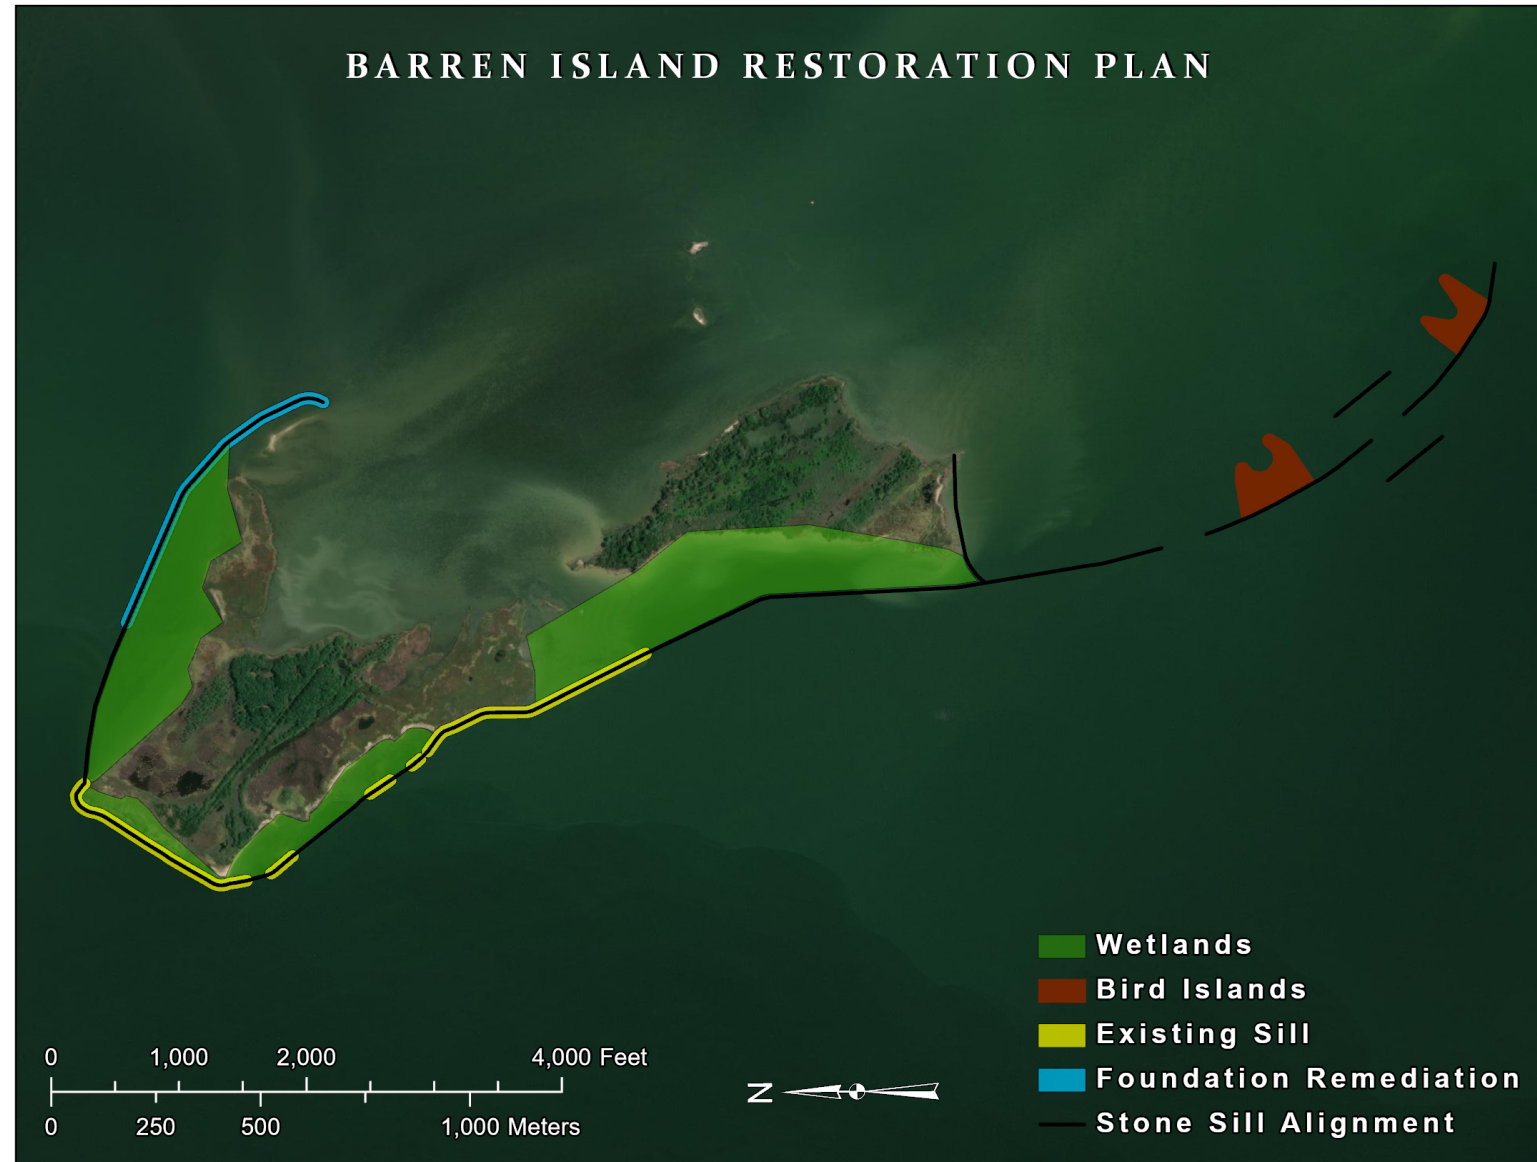 BARREN ISLAND RESTORATION PLAN
Wetlands
Bird Islands
Existing Sill
Foundation Remediation
Stone Sill Alignment
0 1,000 2,000 4,000 Feet
0 250 500 1,000 Meters
N